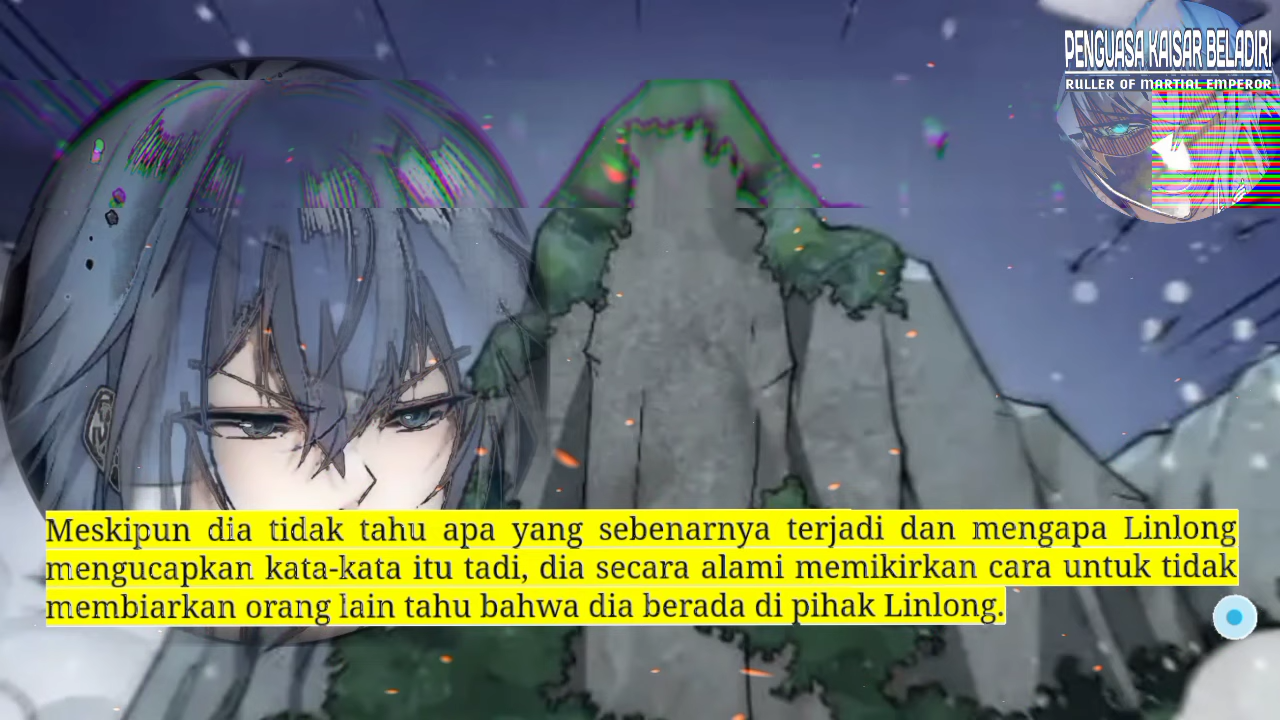 PENGUASA KAISAR BELADIRI
RULLER OF MARTIAL EMPEROR
Meskipun dia tidak tahu apa yang sebenarnya terjadi dan mengapa Linlong
mengucapkan kata-kata itu tadi, dia secara alami memikirkan cara untuk tidak
membiarkan orang lain tahu bahwa dia berada di pihak Linlong.